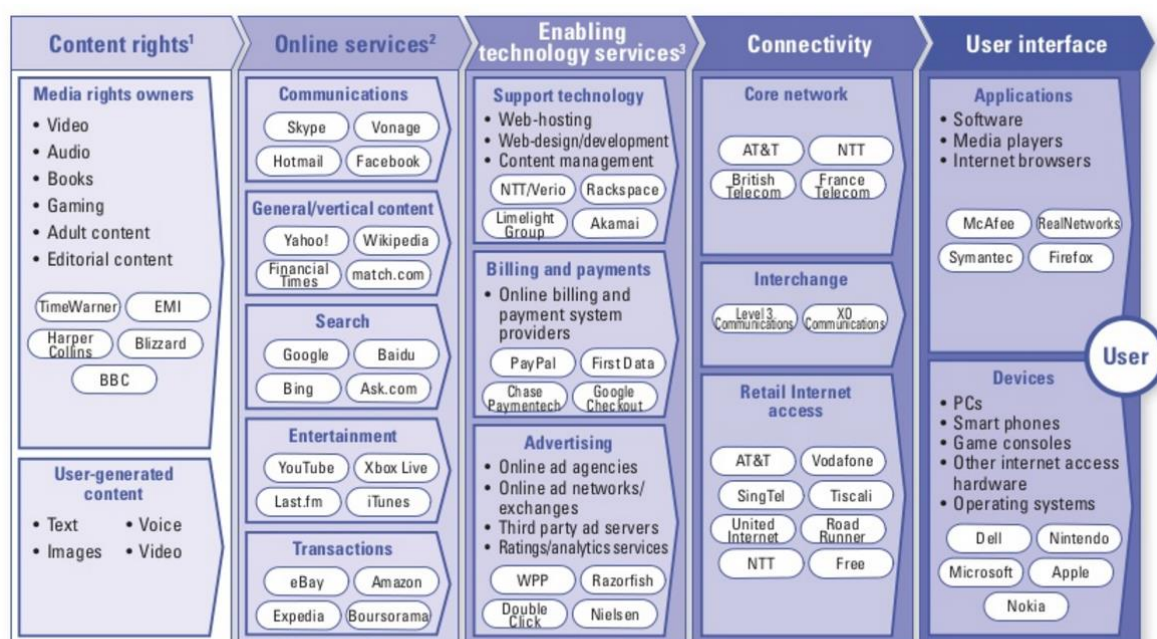 Content rights¹
Online services²
Enabling
technology services³
Connectivity
User interface
Media rights owners
• Video
• Audio
• Books
• Gaming
• Adult content
• Editorial content
TimeWarner
EMI
Harper
Collins
Blizzard
BBC
User-generated
content
• Text
• Voice
• Images
• Video
Communications
Skype
Vonage
Hotmail
Facebook
General/vertical content
Yahoo!
Wikipedia
Financial
Times
match.com
Search
Google
Baidu
Bing
Ask.com
Entertainment
YouTube
Xbox Live
Last.fm
iTunes
Transactions
eBay
Amazon
Expedia
Boursorama
Support technology
• Web-hosting
• Web-design/development
• Content management
NTT/Verio
Rackspace
Limelight
Group
Akamai
Billing and payments
• Online billing and
payment system
providers
PayPal
First Data
Chase
Paymentech
Google
Checkout
Advertising
• Online ad agencies
• Online ad networks/
exchanges
• Third party ad servers
• Ratings/analytics services
WPP
Razorfish
Double
Click
Nielsen
Core network
AT&T
NTT
British
Telecom
France
Telecom
Interchange
Level 3
Communications
XO
Communications
Retail Internet
access
AT&T
Vodafone
SingTel
Tiscali
United
Internet
Road
Runner
NTT
Free
Applications
• Software
• Media players
• Internet browsers
McAfee
RealNetworks
Symantec
Firefox
User
Devices
• PCs
• Smart phones
• Game consoles
• Other internet access
hardware
• Operating systems
Dell
Nintendo
Microsoft
Apple
Nokia